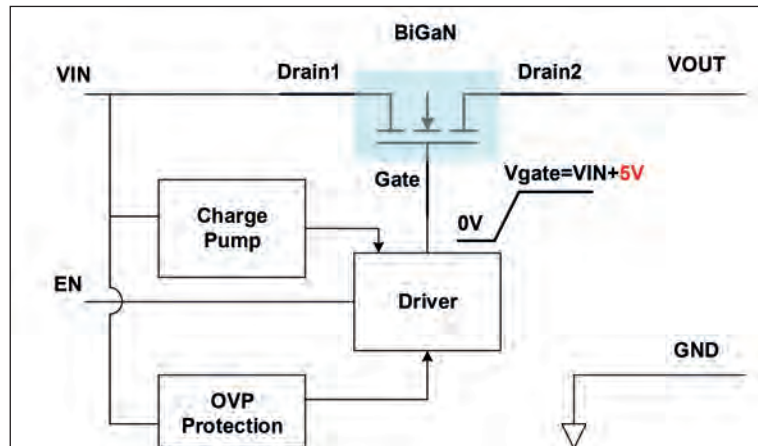 BiGaN
VIN
Drain1
Drain2
VOUT
Gate
Vgate=VIN+5V
0V
Charge
Pump
EN
Driver
GND
OVP
Protection